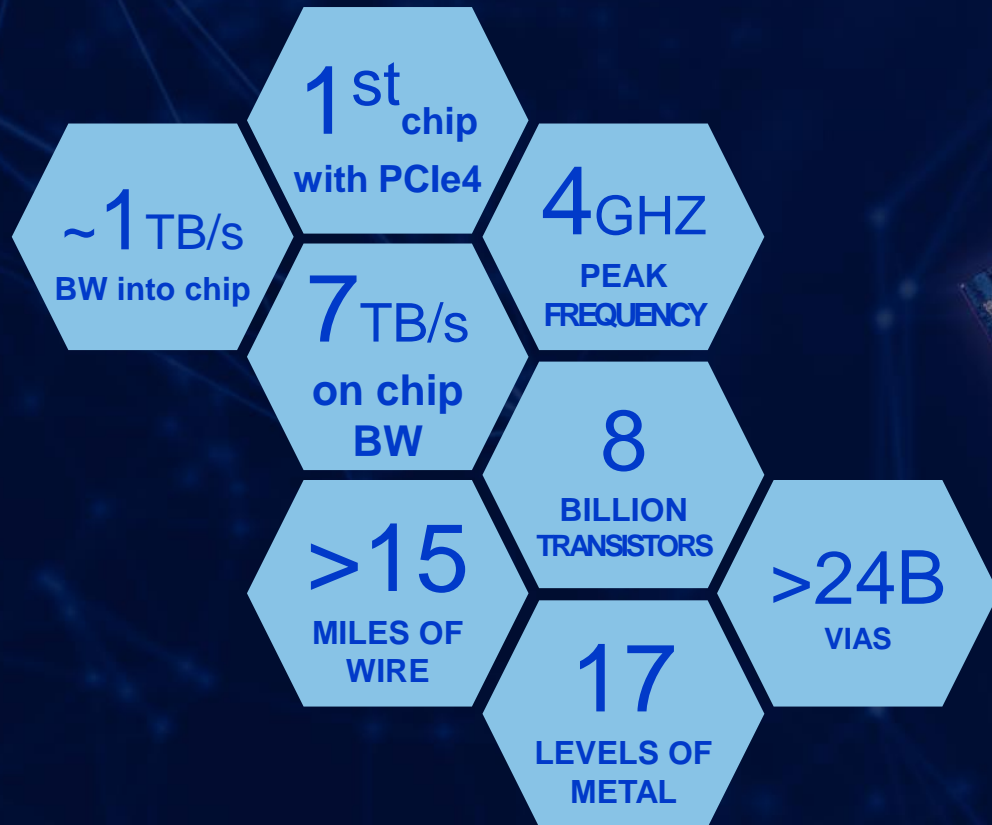 1st chip
with PCIe4
~1TB/s
BW into chip
4GHZ
PEAK
FREQUENCY
7TB/s
on chip
BW
8
BILLION
TRANSISTORS
>15
MILES OF
WIRE
>24B
VIAS
17
LEVELS OF
METAL